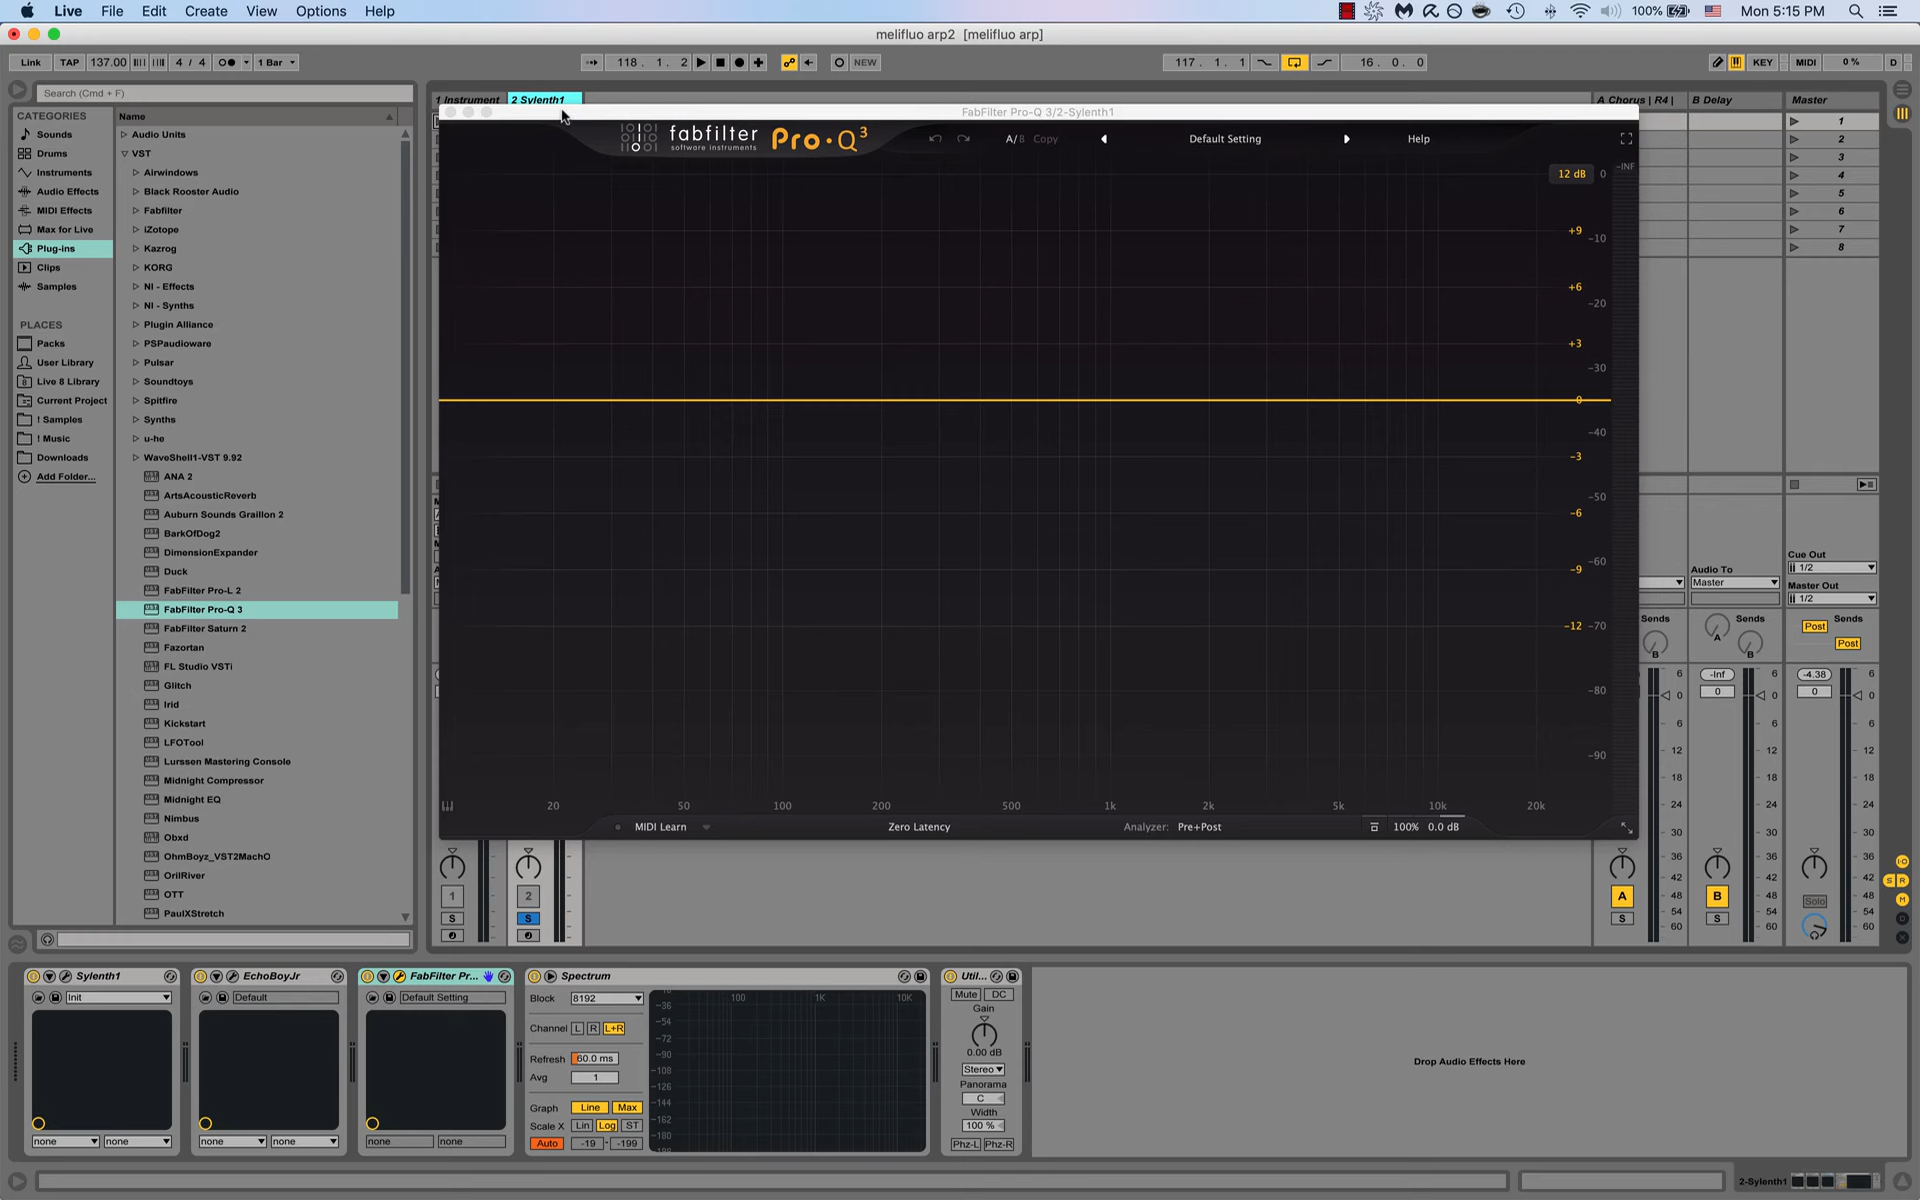 Live File Edit Create View Options Help 100% Mon 5:15 PM
melifluo arp2 [melifluo arp]
Link TAP 137.00 4 / 4 1 Bar 118. 1. 2 NEW 117. 1. 1 16. 0. 0 KEY MIDI 0 % D
Search (Cmd + F)
CATEGORIES
Sounds
Drums
Instruments
Audio Effects
MIDI Effects
Max for Live
Plug-ins
Clips
Samples
PLACES
Packs
User Library
Live 8 Library
Current Project
! Samples
! Music
Downloads
Add Folder...
Name
Audio Units
VST
Airwindows
Black Rooster Audio
Fabfilter
iZotope
Kazrog
KORG
NI - Effects
NI - Synths
Plugin Alliance
PSPaudioware
Pulsar
Soundtoys
Spitfire
Synths
u-he
WaveShell1-VST 9.92
ANA 2
ArtsAcousticReverb
Auburn Sounds Graillon 2
BarkOfDog2
DimensionExpander
Duck
FabFilter Pro-L 2
FabFilter Pro-Q 3
FabFilter Saturn 2
Fazortan
FL Studio VSTi
Glitch
Irid
Kickstart
LFOTool
Lurssen Mastering Console
Midnight Compressor
Midnight EQ
Nimbus
Obxd
OhmBoyz_VST2MachO
OrilRiver
OTT
PaulXStretch
1 Instrument 2 Sylenth1 A Chorus | R4 | B Delay Master
FabFilter Pro-Q 3/2-Sylenth1
fabfilter
software instruments
Pro·Q3
A/B Copy Default Setting Help
12 dB 0 -INF
+9 -10
+6 -20
+3 -30
0 -40
-3 -50
-6 -60
-9
-12 -70
-80
-90
20 50 100 200 500 1k 2k 5k 10k 20k
MIDI Learn Zero Latency Analyzer: Pre+Post 100% 0.0 dB
1
2
3
4
5
6
7
8
Cue Out
1/2
Audio To
Master
Master Out
1/2
Sends Sends Sends
B A B Post
Post
-Inf -4.38
0 0
6 6 6
0 0 0
6 6 6
12 12 12
18 18 18
24 24 24
30 30 30
36 36 36
42 42 42
48 48 48
54 54 54
60 60 60
1 2 A B Solo
S S S S
Sylenth1
Init
none none
EchoBoyJr
Default
none none
FabFilter Pr...
Default Setting
none none
Spectrum
Block 8192
Channel L R L+R
Refresh 60.0 ms
Avg 1
Graph Line Max
Scale X Lin Log ST
Auto -19 - -199
100 1K 10K
-36
-54
-72
-90
-108
-126
-144
-162
-180
Util...
Mute DC
Gain
0.00 dB
Stereo
Panorama
C
Width
100 %
Phz-L Phz-R
Drop Audio Effects Here
2-Sylenth1